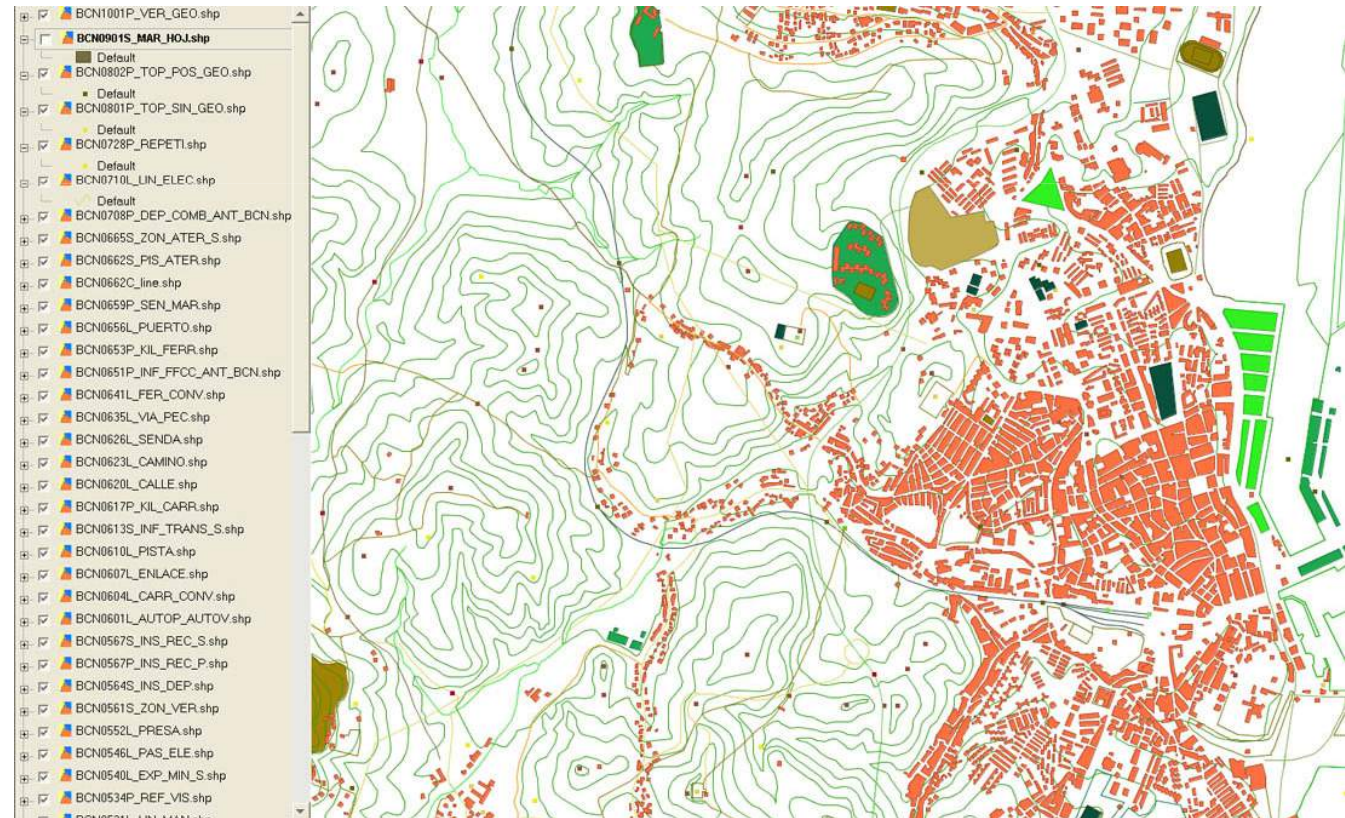 BCN1001P_VER_GEO.shp
BCN0901S_MAR_HOJ.shp
Default
BCN0802P_TOP_POS_GEO.shp
Default
BCN0801P_TOP_SIN_GEO.shp
Default
BCN0728P_REPETI.shp
Default
BCN0710L_LIN_ELEC.shp
Default
BCN0708P_DEP_COMB_ANT_BCN.shp
BCN0665S_ZON_ATER_S.shp
BCN0662S_PIS_ATER.shp
BCN0662C_line.shp
BCN0659P_SEN_MAR.shp
BCN0656L_PUERTO.shp
BCN0653P_KIL_FERR.shp
BCN0651P_INF_FFCC_ANT_BCN.shp
BCN0641L_FER_CONV.shp
BCN0635L_VIA_PEC.shp
BCN0626L_SENDA.shp
BCN0623L_CAMINO.shp
BCN0620L_CALLE.shp
BCN0617P_KIL_CARR.shp
BCN0613S_INF_TRANS_S.shp
BCN0610L_PISTA.shp
BCN0607L_ENLACE.shp
BCN0604L_CARR_CONV.shp
BCN0601L_AUTOP_AUTOV.shp
BCN0567S_INS_REC_S.shp
BCN0567P_INS_REC_P.shp
BCN0564S_INS_DEP.shp
BCN0561S_ZON_VER.shp
BCN0552L_PRESA.shp
BCN0546L_PAS_ELE.shp
BCN0540L_EXP_MIN_S.shp
BCN0534P_REF_VIS.shp